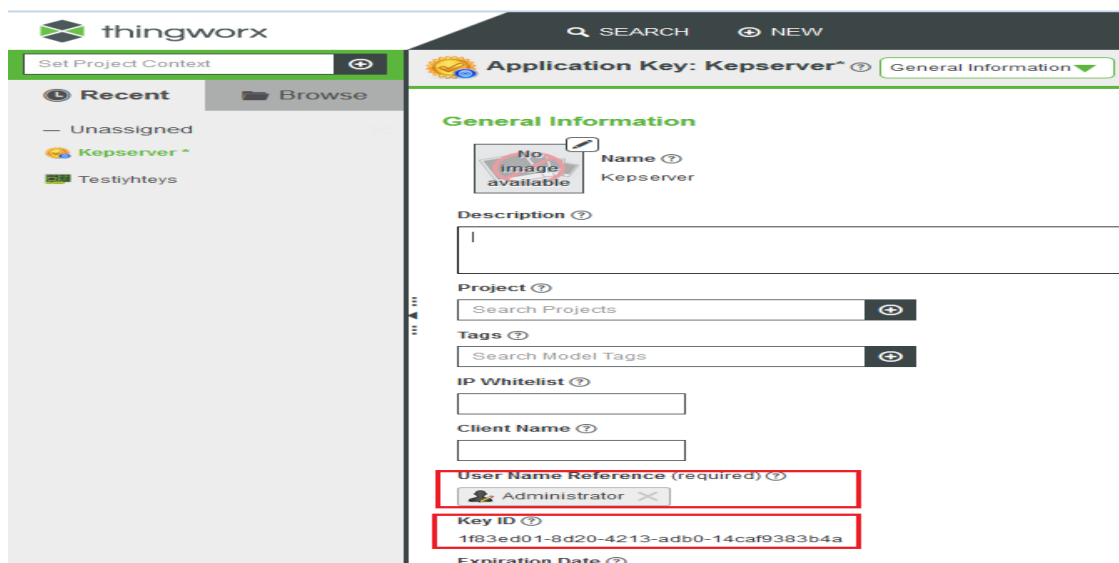 thingworx
SEARCH
NEW
Set Project Context
Recent
Browse
Application Key: Kepserver*
General Information
— Unassigned
Kepserver *
Testiyhteys
General Information
No
image
available
Name
Kepserver
Description
Project
Search Projects
Tags
Search Model Tags
IP Whitelist
Client Name
User Name Reference (required)
Administrator
Key ID
1f83ed01-8d20-4213-adb0-14caf9383b4a
Expiration Date